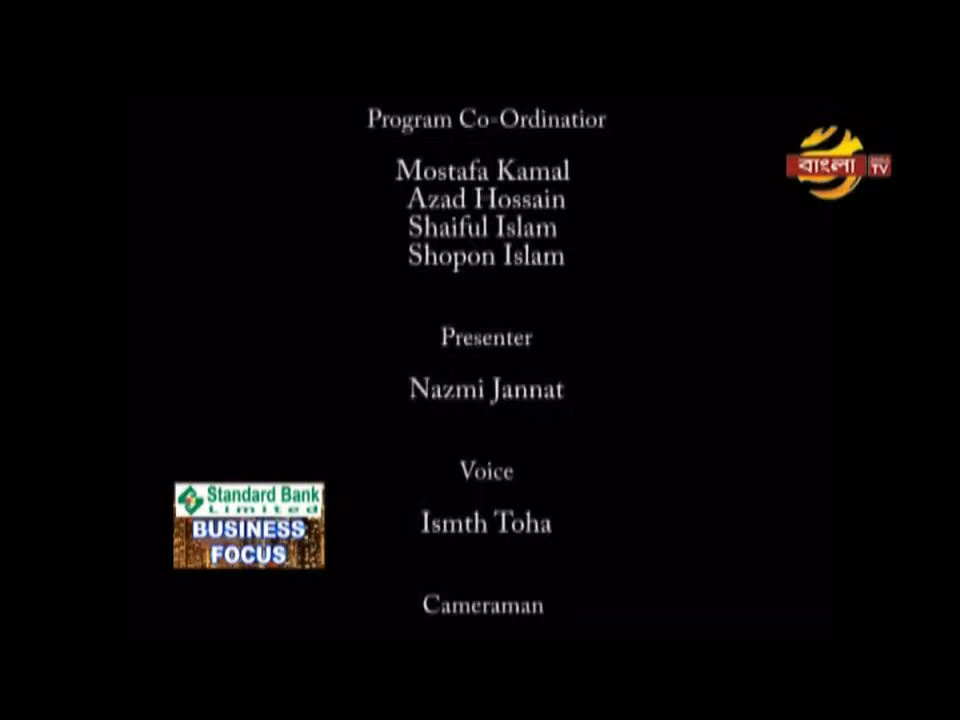 Program Co-Ordinatior
Mostafa Kamal
Azad Hossain
Shaiful Islam
Shopon Islam
Presenter
Nazmi Jannat
Voice
Ismth Toha
Cameraman
বাংলা
TV
Standard Bank
Limited
BUSINESS
FOCUS